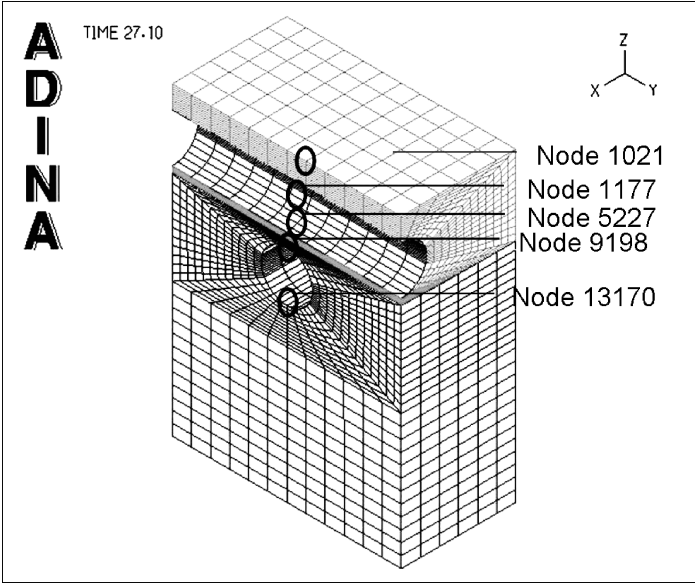 ADINA
TIME 27.10
Z
X
Y
Node 1021
Node 1177
Node 5227
Node 9198
Node 13170